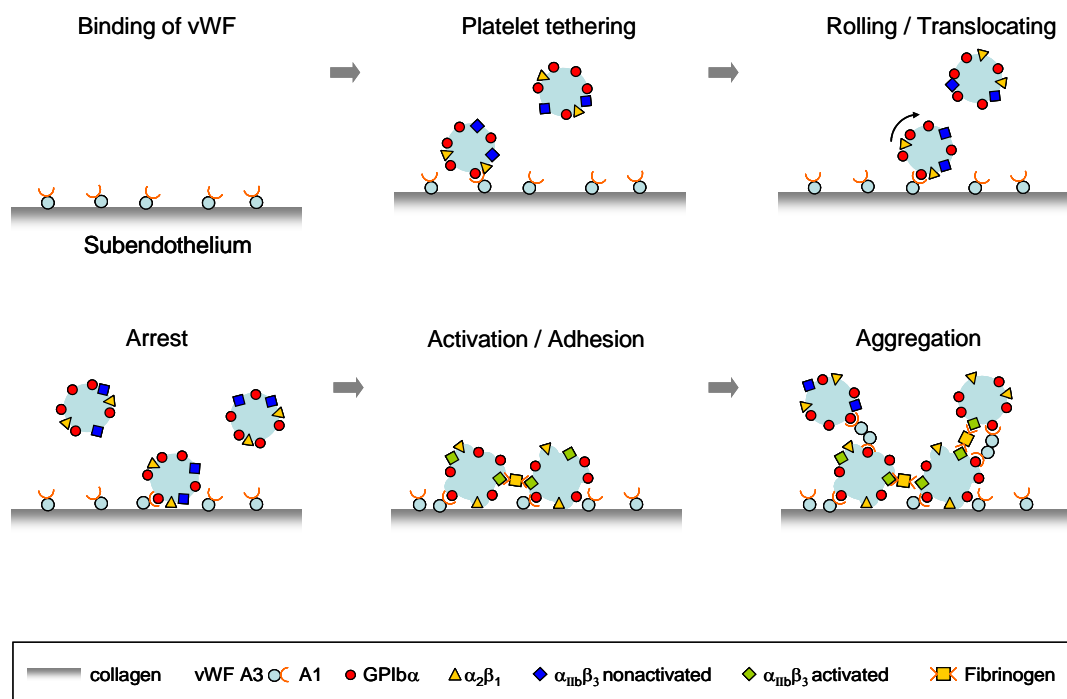 Binding of vWF
Platelet tethering
Rolling / Translocating
Subendothelium
Arrest
Activation / Adhesion
Aggregation
collagen vWF A3 A1 GPIbα α2β1 αIIbβ3 nonactivated αIIbβ3 activated Fibrinogen